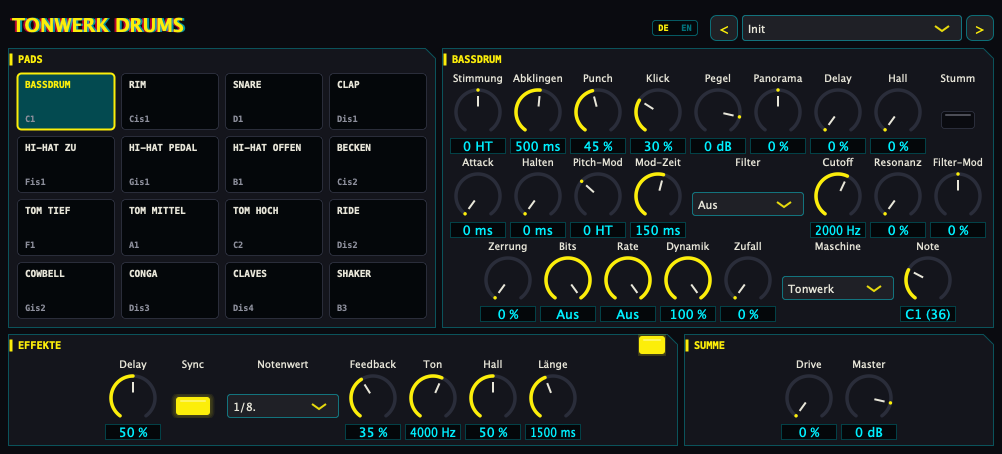 TONWERK DRUMS
DE EN
<
Init
>
PADS
BASSDRUM
C1
RIM
Cis1
SNARE
D1
CLAP
Dis1
HI-HAT ZU
Fis1
HI-HAT PEDAL
Gis1
HI-HAT OFFEN
B1
BECKEN
Cis2
TOM TIEF
F1
TOM MITTEL
A1
TOM HOCH
C2
RIDE
Dis2
COWBELL
Gis2
CONGA
Dis3
CLAVES
Dis4
SHAKER
B3
BASSDRUM
Stimmung Abklingen Punch Klick Pegel Panorama Delay Hall Stumm
0 HT 500 ms 45 % 30 % 0 dB 0 % 0 % 0 %
Attack Halten Pitch-Mod Mod-Zeit Filter Cutoff Resonanz Filter-Mod
Aus
0 ms 0 ms 0 HT 150 ms 2000 Hz 0 % 0 %
Zerrung Bits Rate Dynamik Zufall Maschine Note
Tonwerk
0 % Aus Aus 100 % 0 % C1 (36)
EFFEKTE
Delay Sync Notenwert Feedback Ton Hall Länge
1/8.
50 % 35 % 4000 Hz 50 % 1500 ms
SUMME
Drive Master
0 % 0 dB